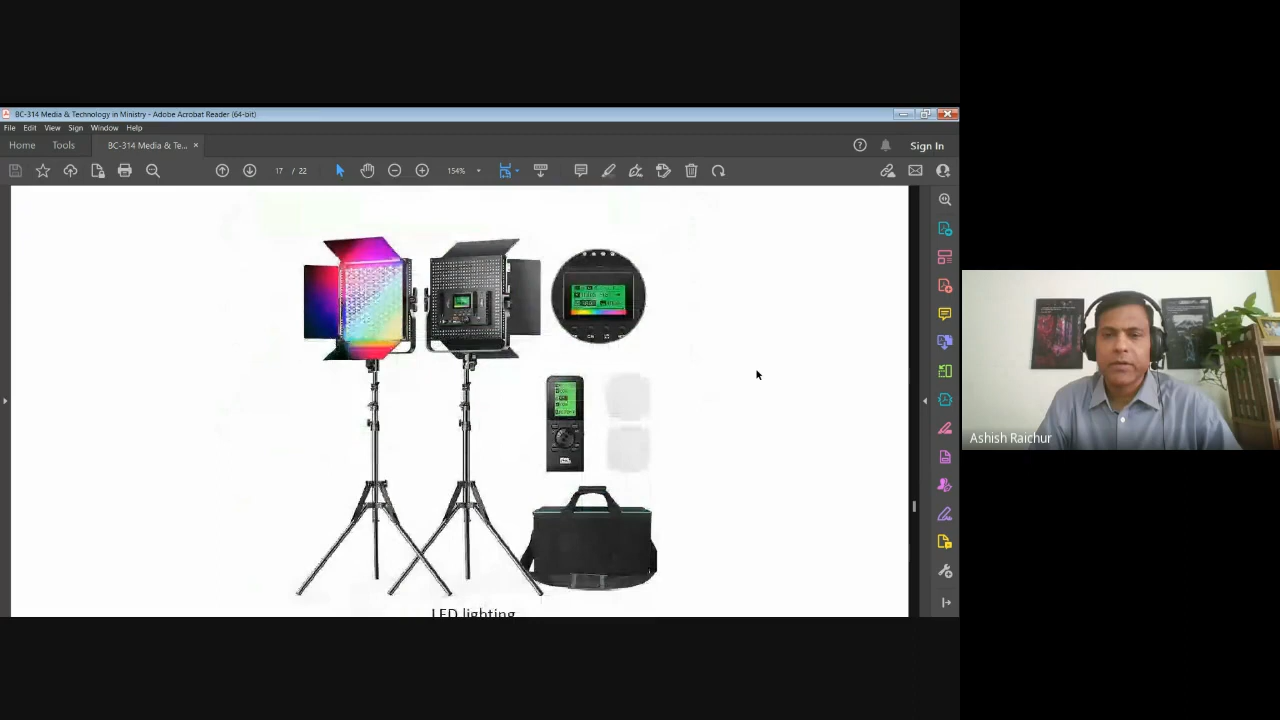 BC-314 Media & Technology in Ministry - Adobe Acrobat Reader (64-bit)
File Edit View Sign Window Help
Home Tools BC-314 Media & Te... × Sign In
17 / 22 154%
LED lighting
Ashish Raichur